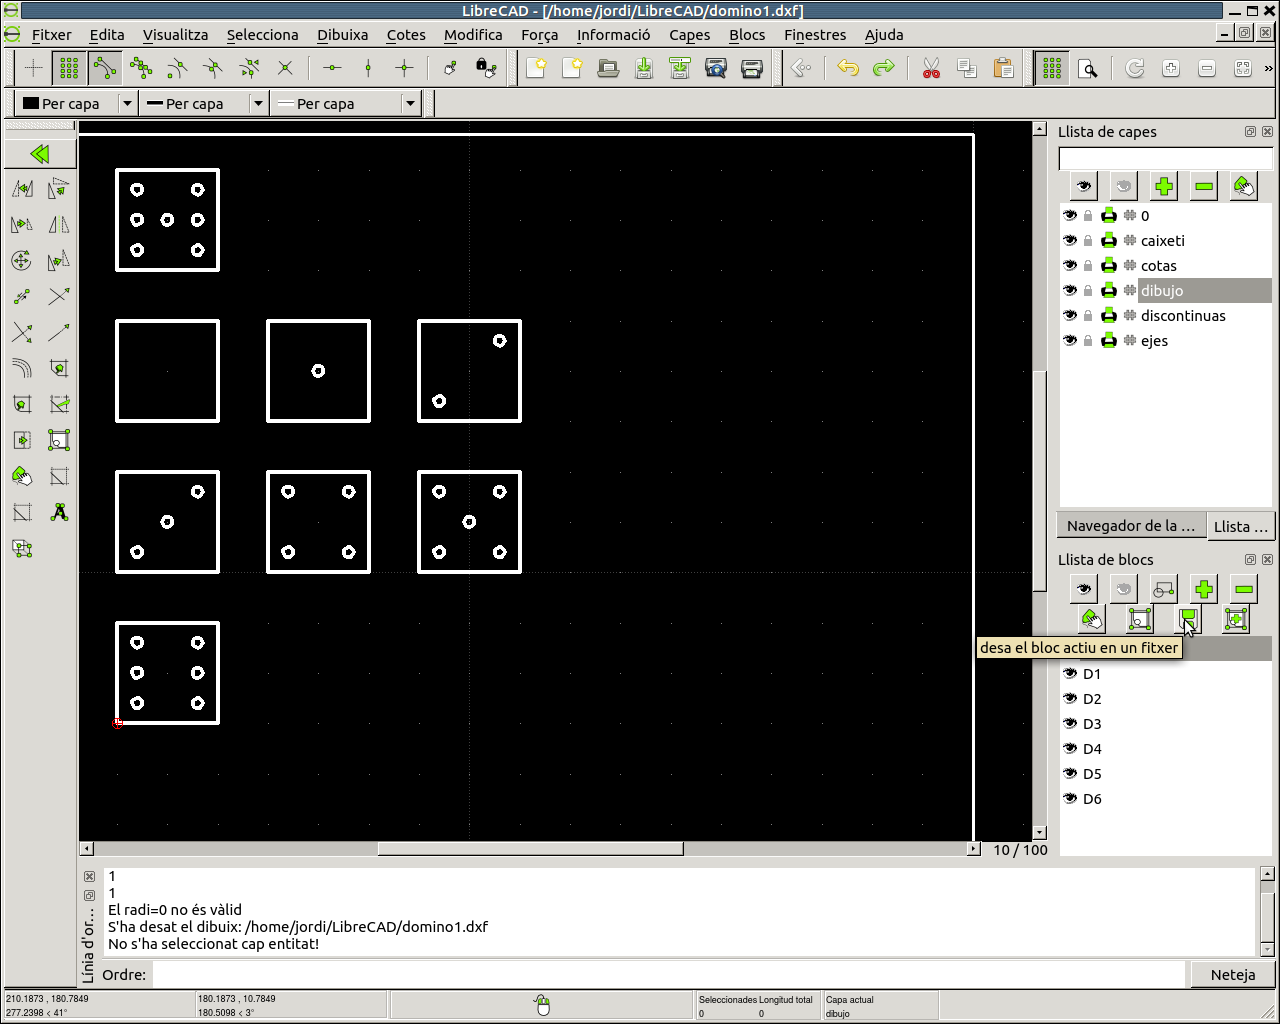 LibreCAD - [/home/jordi/LibreCAD/domino1.dxf]
Fitxer Edita Visualitza Selecciona Dibuixa Cotes Modifica Força Informació Capes Blocs Finestres Ajuda
Per capa Per capa Per capa
Llista de capes
0
caixeti
cotas
dibujo
discontinuas
ejes
Navegador de la ... Llista ...
Llista de blocs
desa el bloc actiu en un fitxer
D1
D2
D3
D4
D5
D6
10 / 100
Línia d'or...
1
1
El radi=0 no és vàlid
S'ha desat el dibuix: /home/jordi/LibreCAD/domino1.dxf
No s'ha seleccionat cap entitat!
Ordre: Neteja
210.1873 , 180.7849 180.1873 , 10.7849 Seleccionades Longitud total Capa actual
277.2398 < 41° 180.5098 < 3° 0 0 dibujo